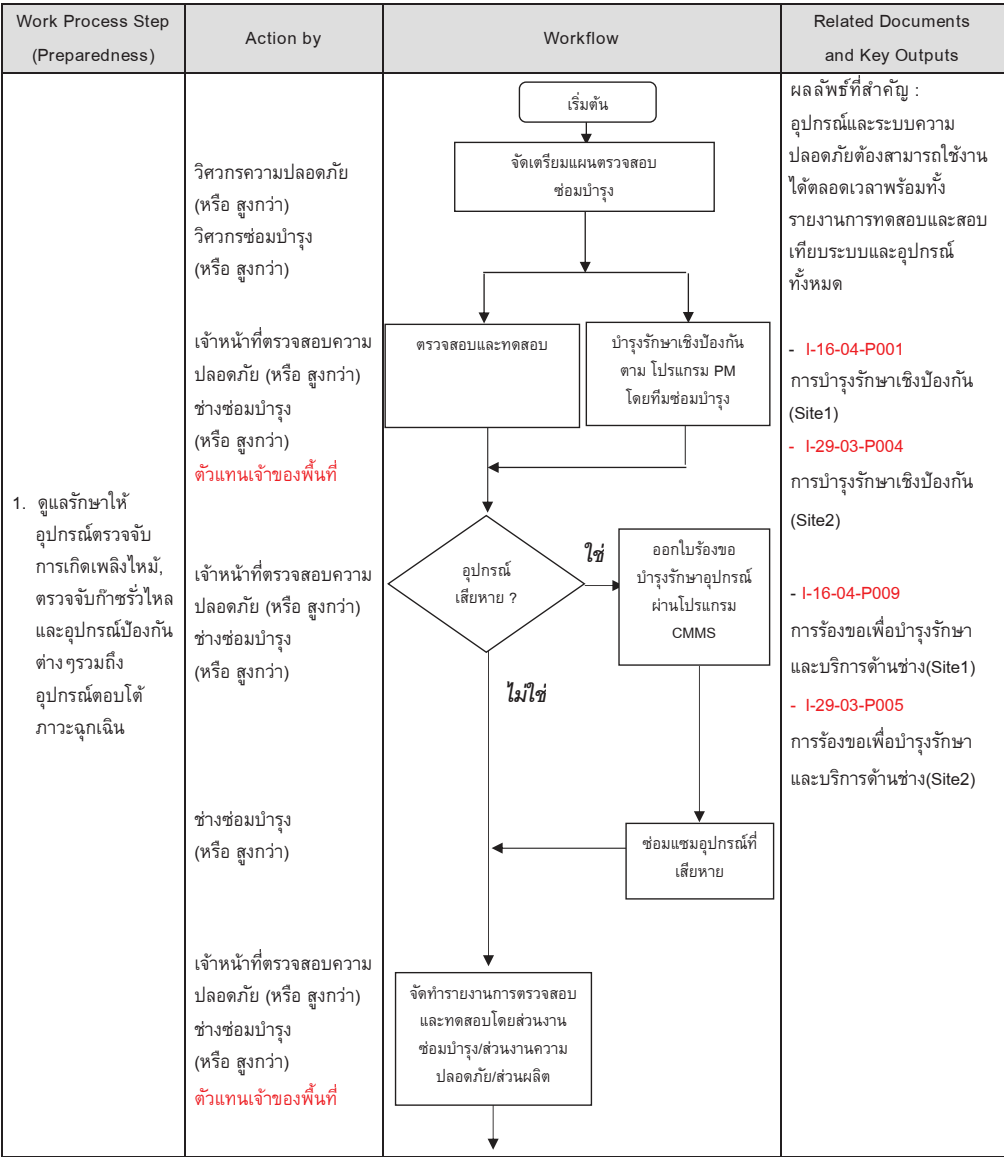 Work Process Step
(Preparedness)
Action by
Workflow
Related Documents
and Key Outputs
1. ดูแลรักษาให้
อุปกรณ์ตรวจจับ
การเกิดเพลิงไหม้,
ตรวจจับก๊าซรั่วไหล
และอุปกรณ์ป้องกัน
ต่างๆรวมถึง
อุปกรณ์ตอบโต้
ภาวะฉุกเฉิน
วิศวกรความปลอดภัย
(หรือ สูงกว่า)
วิศวกรซ่อมบำรุง
(หรือ สูงกว่า)
เจ้าหน้าที่ตรวจสอบความ
ปลอดภัย (หรือ สูงกว่า)
ช่างซ่อมบำรุง
(หรือ สูงกว่า)
ตัวแทนเจ้าของพื้นที่
เจ้าหน้าที่ตรวจสอบความ
ปลอดภัย (หรือ สูงกว่า)
ช่างซ่อมบำรุง
(หรือ สูงกว่า)
ช่างซ่อมบำรุง
(หรือ สูงกว่า)
เจ้าหน้าที่ตรวจสอบความ
ปลอดภัย (หรือ สูงกว่า)
ช่างซ่อมบำรุง
(หรือ สูงกว่า)
ตัวแทนเจ้าของพื้นที่
เริ่มต้น
จัดเตรียมแผนตรวจสอบ
ซ่อมบำรุง
ตรวจสอบและทดสอบ
บำรุงรักษาเชิงป้องกัน
ตาม โปรแกรม PM
โดยทีมซ่อมบำรุง
อุปกรณ์
เสียหาย ?
ใช่
ออกใบร้องขอ
บำรุงรักษาอุปกรณ์
ผ่านโปรแกรม
CMMS
ไม่ใช่
ซ่อมแซมอุปกรณ์ที่
เสียหาย
จัดทำรายงานการตรวจสอบ
และทดสอบโดยส่วนงาน
ซ่อมบำรุง/ส่วนงานความ
ปลอดภัย/ส่วนผลิต
ผลลัพธ์ที่สำคัญ :
อุปกรณ์และระบบความ
ปลอดภัยต้องสามารถใช้งาน
ได้ตลอดเวลาพร้อมทั้ง
รายงานการทดสอบและสอบ
เทียบระบบและอุปกรณ์
ทั้งหมด
- I-16-04-P001
การบำรุงรักษาเชิงป้องกัน
(Site1)
- I-29-03-P004
การบำรุงรักษาเชิงป้องกัน
(Site2)
- I-16-04-P009
การร้องขอเพื่อบำรุงรักษา
และบริการด้านช่าง(Site1)
- I-29-03-P005
การร้องขอเพื่อบำรุงรักษา
และบริการด้านช่าง(Site2)